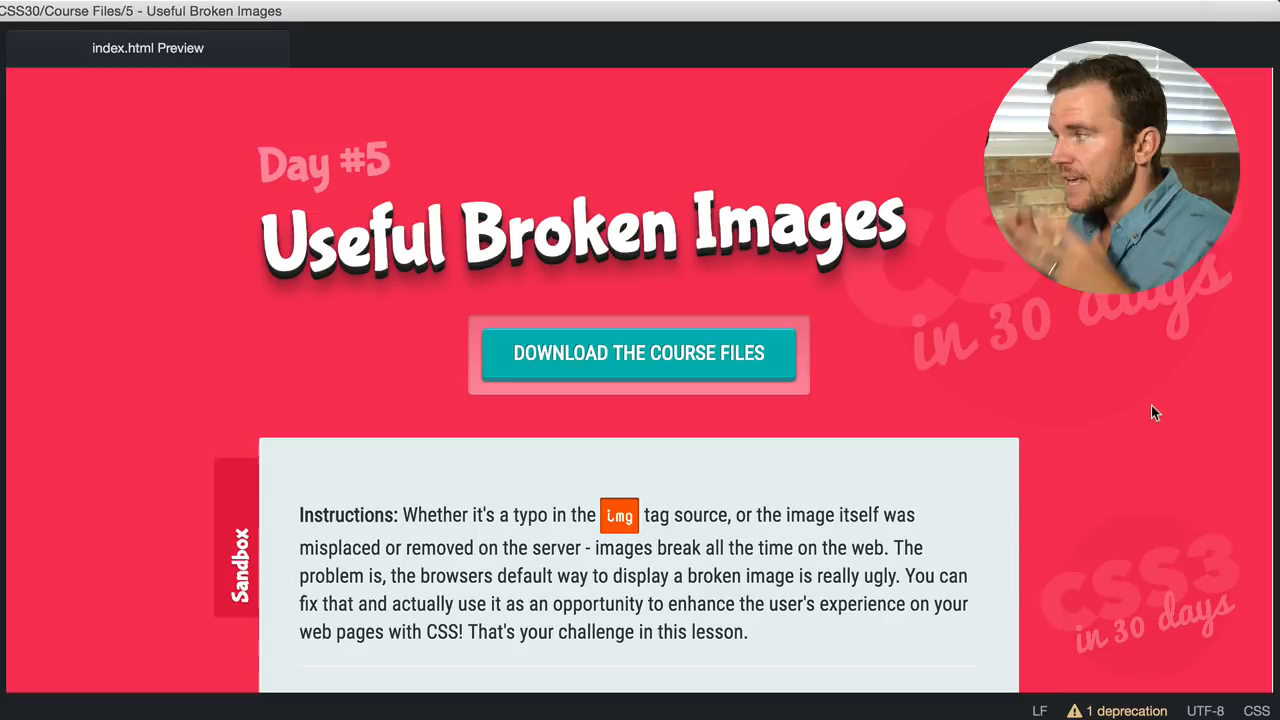 CSS30/Course Files/5 - Useful Broken Images
index.html Preview
Day #5
Useful Broken Images
CSS
in 30 days
DOWNLOAD THE COURSE FILES
Sandbox
Instructions: Whether it's a typo in the img tag source, or the image itself was
misplaced or removed on the server - images break all the time on the web. The
problem is, the browsers default way to display a broken image is really ugly. You can
fix that and actually use it as an opportunity to enhance the user's experience on your
web pages with CSS! That's your challenge in this lesson.
CSS3
in 30 days
LF 1 deprecation UTF-8 CSS